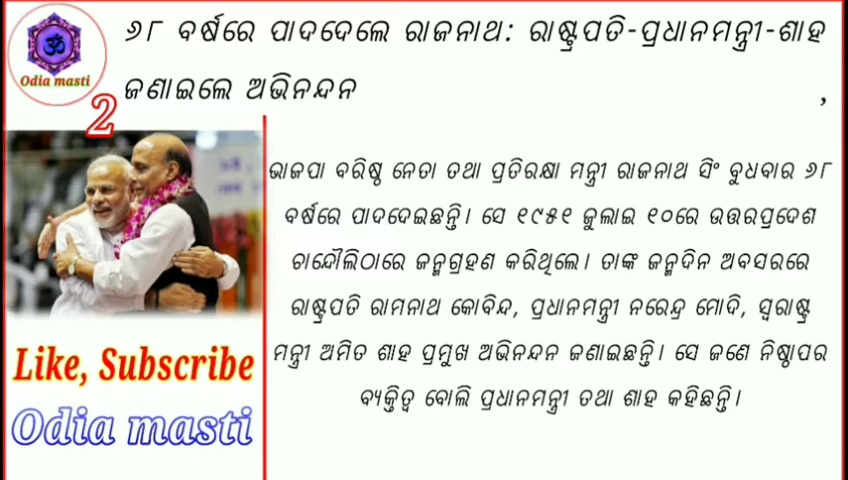 ॐ
Odia masti
୬୮ ବର୍ଷରେ ପାଦଦେଲେ ରାଜନାଥ: ରାଷ୍ଟ୍ରପତି-ପ୍ରଧାନମନ୍ତ୍ରୀ-ଶାହ
ଜଣାଇଲେ ଅଭିନନ୍ଦନ ,
2
ଭାଜପା ବରିଷ୍ଠ ନେତା ତଥା ପ୍ରତିରକ୍ଷା ମନ୍ତ୍ରୀ ରାଜନାଥ ସିଂ ବୁଧବାର ୬୮
ବର୍ଷରେ ପାଦଦେଇଛନ୍ତି। ସେ ୧୯୫୧ ଜୁଲାଇ ୧୦ରେ ଉତ୍ତରପ୍ରଦେଶ
ଚାନ୍ଦୌଲିଠାରେ ଜନ୍ମଗ୍ରହଣ କରିଥିଲେ। ତାଙ୍କ ଜନ୍ମଦିନ ଅବସରରେ
ରାଷ୍ଟ୍ରପତି ରାମନାଥ କୋବିନ୍ଦ, ପ୍ରଧାନମନ୍ତ୍ରୀ ନରେନ୍ଦ୍ର ମୋଦି, ସ୍ୱରାଷ୍ଟ୍ର
ମନ୍ତ୍ରୀ ଅମିତ ଶାହ ପ୍ରମୁଖ ଅଭିନନ୍ଦନ ଜଣାଇଛନ୍ତି। ସେ ଜଣେ ନିଷ୍ଠାପର
ବ୍ୟକ୍ତିତ୍ୱ ବୋଲି ପ୍ରଧାନମନ୍ତ୍ରୀ ତଥା ଶାହ କହିଛନ୍ତି।
Like, Subscribe
Odia masti